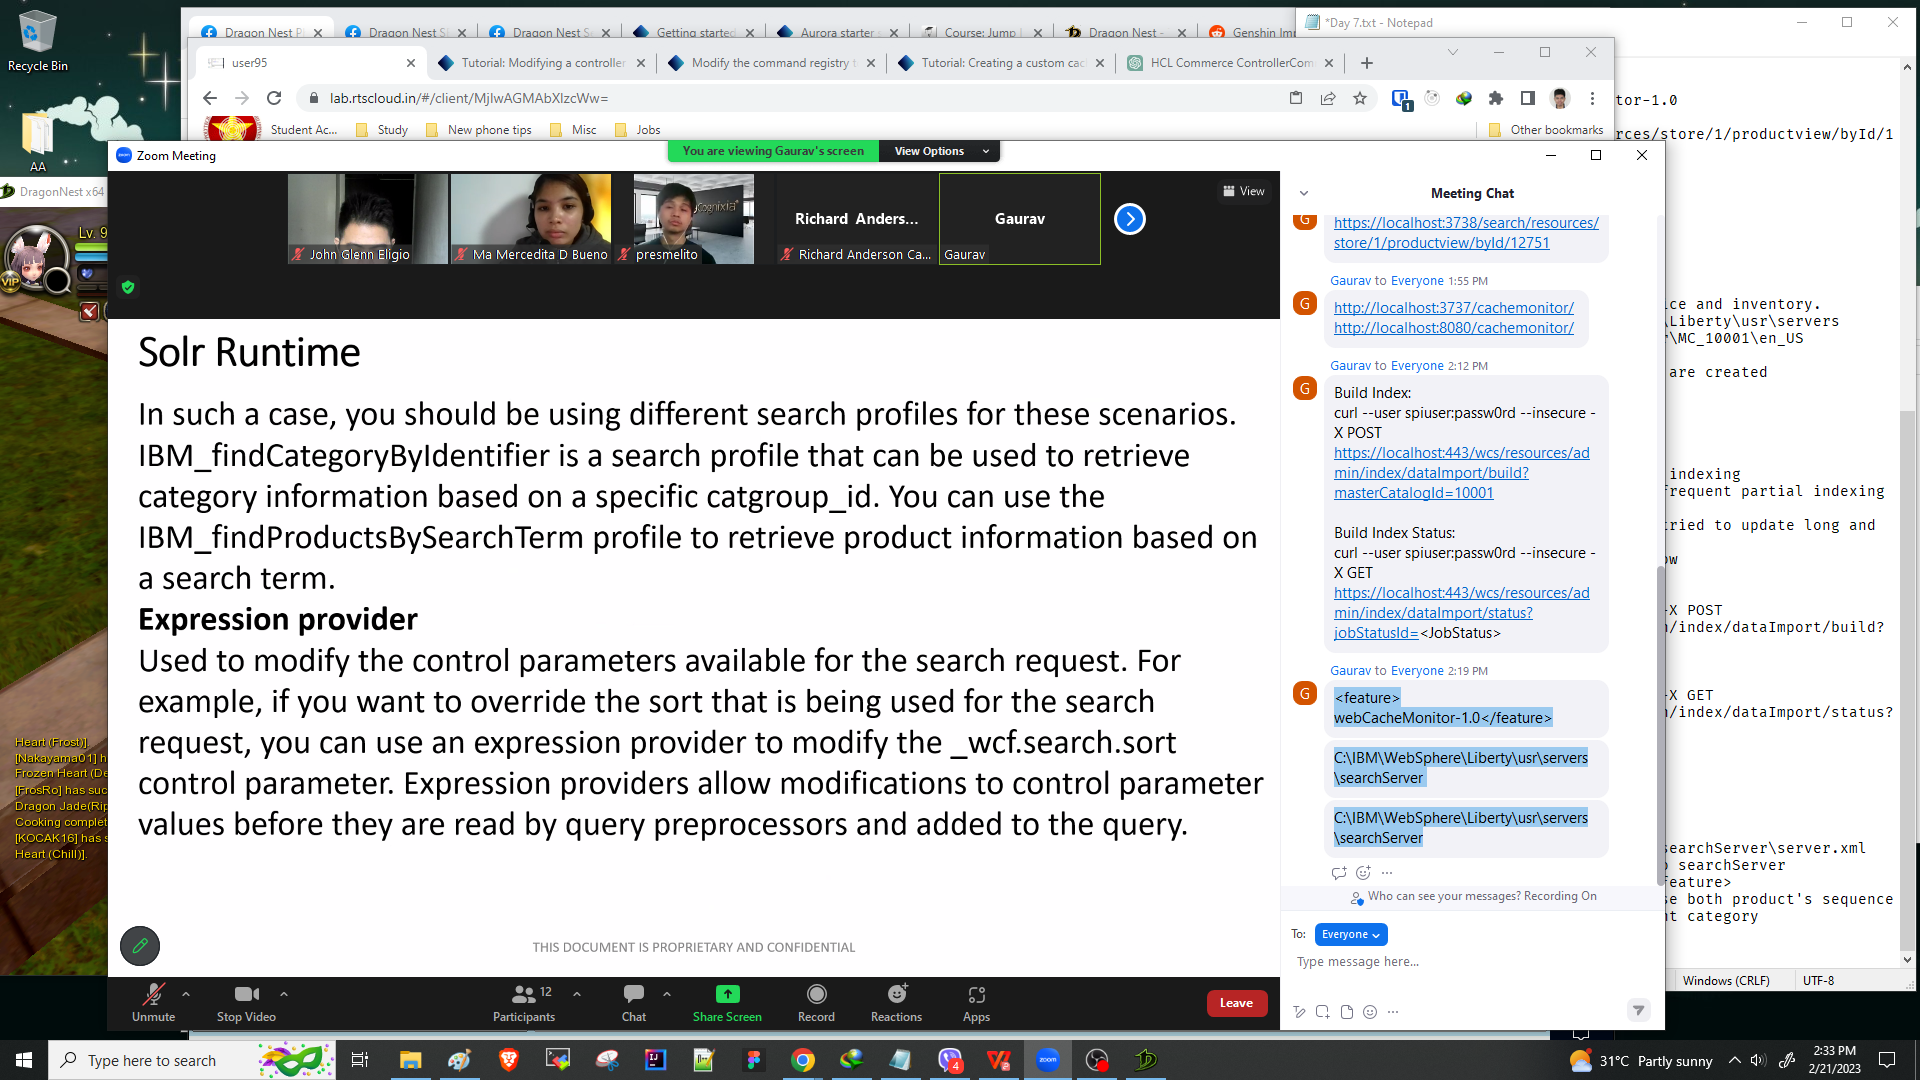 Recycle Bin
AA
DragonNest x64
Lv. 9
VIP
Heart (Frost)].
[Nakayama01] h
Frozen Heart (De
[FrosRo] has suc
Dragon Jade(Rip
Cooking complet
[KOCAK16] has s
Heart (Chill)].
Dragon Nest Pl
Dragon Nest S
Dragon Nest Se
Getting started
Aurora starter s
Course: Jump
Dragon Nest -
Genshin Imp
user95
Tutorial: Modifying a controller
Modify the command registry t
Tutorial: Creating a custom cac
HCL Commerce ControllerCom
lab.rtscloud.in/#/client/MjIwAGMAbXlzcWw=
1
Student Ac...
Study
New phone tips
Misc
Jobs
Other bookmarks
Zoom Meeting
You are viewing Gaurav's screen
View Options
John Glenn Eligio
Ma Mercedita D Bueno
Cognixia
presmelito
Richard Anders...
Richard Anderson Ca...
Gaurav
Gaurav
View
Solr Runtime
In such a case, you should be using different search profiles for these scenarios.
IBM_findCategoryByIdentifier is a search profile that can be used to retrieve
category information based on a specific catgroup_id. You can use the
IBM_findProductsBySearchTerm profile to retrieve product information based on
a search term.
Expression provider
Used to modify the control parameters available for the search request. For
example, if you want to override the sort that is being used for the search
request, you can use an expression provider to modify the _wcf.search.sort
control parameter. Expression providers allow modifications to control parameter
values before they are read by query preprocessors and added to the query.
THIS DOCUMENT IS PROPRIETARY AND CONFIDENTIAL
Unmute
Stop Video
12
Participants
Chat
Share Screen
Record
Reactions
Apps
Leave
Meeting Chat
G
https://localhost:3738/search/resources/
store/1/productview/byId/12751
Gaurav to Everyone 1:55 PM
G
http://localhost:3737/cachemonitor/
http://localhost:8080/cachemonitor/
Gaurav to Everyone 2:12 PM
G
Build Index:
curl --user spiuser:passw0rd --insecure -
X POST
https://localhost:443/wcs/resources/ad
min/index/dataImport/build?
masterCatalogId=10001
Build Index Status:
curl --user spiuser:passw0rd --insecure -
X GET
https://localhost:443/wcs/resources/ad
min/index/dataImport/status?
jobStatusId=<JobStatus>
Gaurav to Everyone 2:19 PM
G
<feature>
webCacheMonitor-1.0</feature>
C:\IBM\WebSphere\Liberty\usr\servers
\searchServer
C:\IBM\WebSphere\Liberty\usr\servers
\searchServer
Who can see your messages? Recording On
To:
Everyone
Type message here...
*Day 7.txt - Notepad
tor-1.0
rces/store/1/productview/byId/1
ice and inventory.
\Liberty\usr\servers
r\MC_10001\en_US
are created
indexing
frequent partial indexing
tried to update long and
ow
-X POST
n/index/dataImport/build?
-X GET
n/index/dataImport/status?
searchServer\server.xml
o searchServer
feature>
se both product's sequence
nt category
Windows (CRLF)
UTF-8
Type here to search
4
zoom
31°C Partly sunny
2:33 PM
2/21/2023